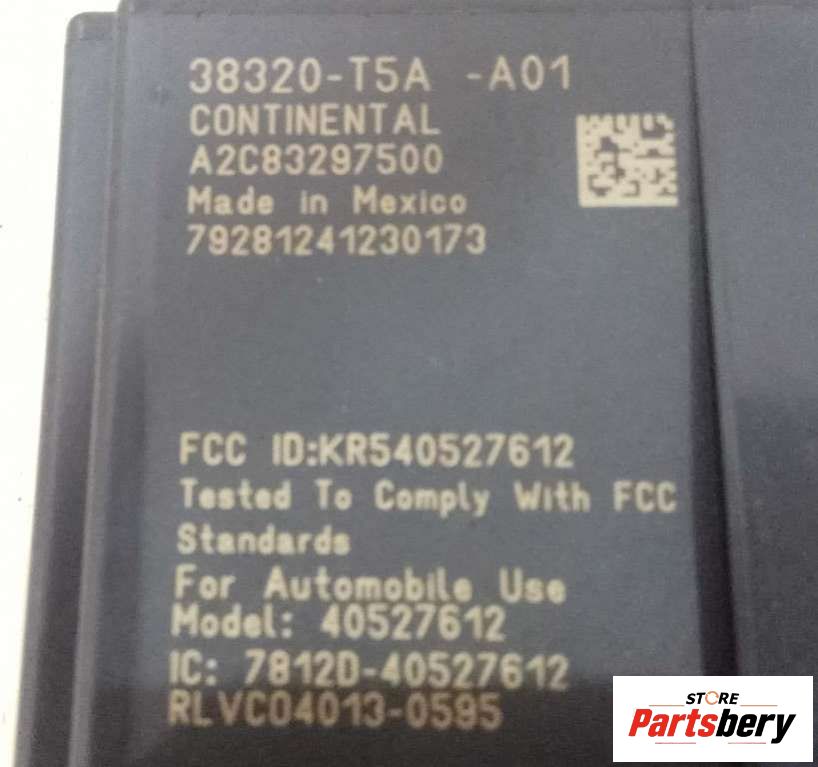 38320-T5A -A01
CONTINENTAL
A2C83297500
Made in Mexico
79281241230173
FCC ID:KR540527612
Tested To Comply With FCC
Standards
For Automobile Use
Model: 40527612
IC: 7812D-40527612
RLVC04013-0595
STORE
Partsbery